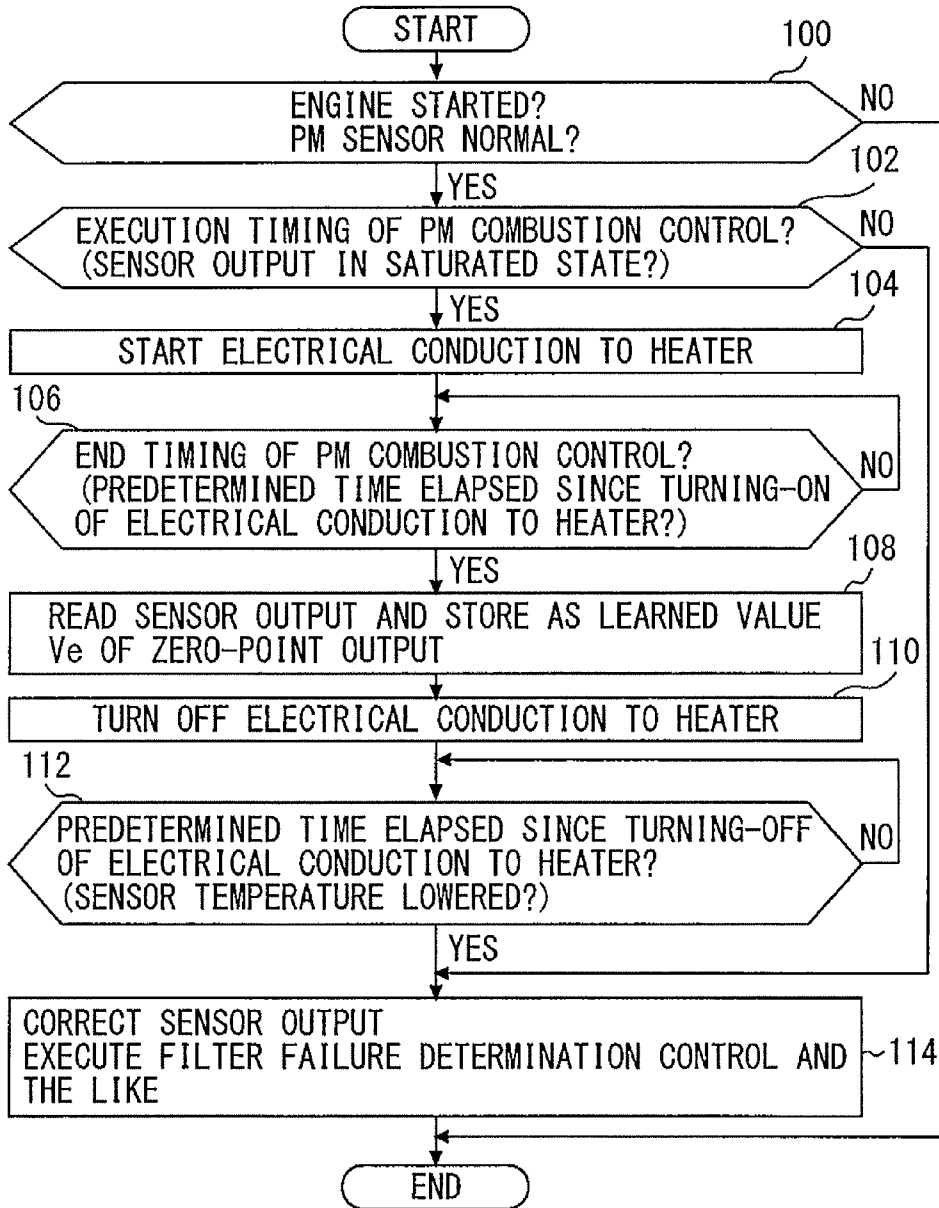 START
100
ENGINE STARTED?
PM SENSOR NORMAL?
NO
YES
102
EXECUTION TIMING OF PM COMBUSTION CONTROL?
(SENSOR OUTPUT IN SATURATED STATE?)
NO
YES
104
START ELECTRICAL CONDUCTION TO HEATER
106
END TIMING OF PM COMBUSTION CONTROL?
(PREDETERMINED TIME ELAPSED SINCE TURNING-ON
OF ELECTRICAL CONDUCTION TO HEATER?)
NO
YES
108
READ SENSOR OUTPUT AND STORE AS LEARNED VALUE
Ve OF ZERO-POINT OUTPUT
110
TURN OFF ELECTRICAL CONDUCTION TO HEATER
112
PREDETERMINED TIME ELAPSED SINCE TURNING-OFF
OF ELECTRICAL CONDUCTION TO HEATER?
(SENSOR TEMPERATURE LOWERED?)
NO
YES
CORRECT SENSOR OUTPUT
EXECUTE FILTER FAILURE DETERMINATION CONTROL AND
THE LIKE
114
END